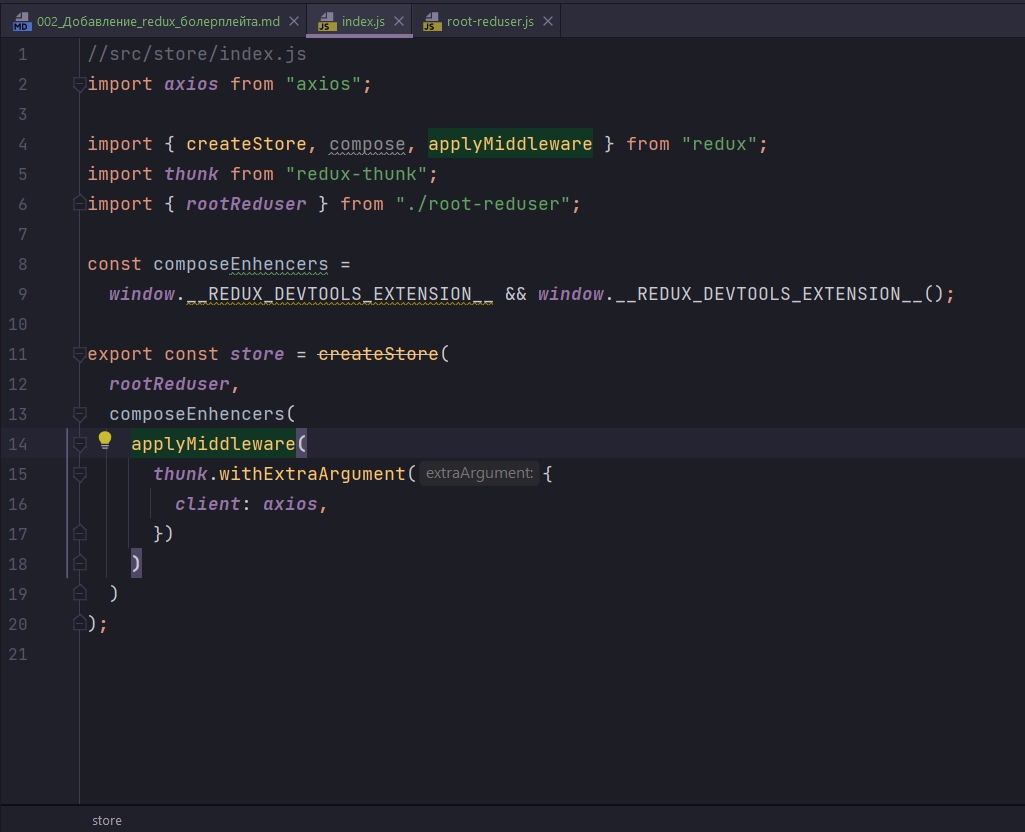 002_Добавление_redux_болерплейта.md index.js root-reduser.js
1 //src/store/index.js
2 import axios from "axios";
3
4 import { createStore, compose, applyMiddleware } from "redux";
5 import thunk from "redux-thunk";
6 import { rootReduser } from "./root-reduser";
7
8 const composeEnhencers =
9 window.__REDUX_DEVTOOLS_EXTENSION__ && window.__REDUX_DEVTOOLS_EXTENSION__();
10
11 export const store = createStore(
12 rootReduser,
13 composeEnhencers(
14 applyMiddleware(
15 thunk.withExtraArgument( extraArgument: {
16 client: axios,
17 })
18 )
19 )
20 );
21
store